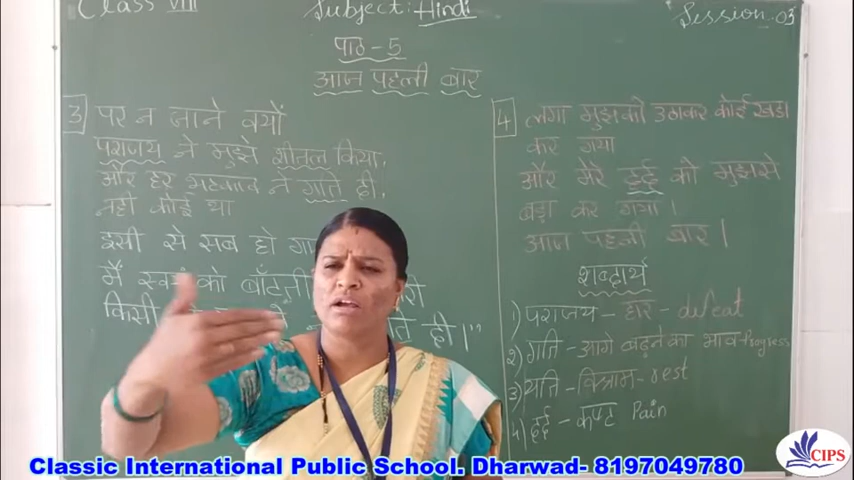 Class VIII
Subject: Hindi
Session. 03
पाठ - 5
आज पहली बार
3
पर न जाने क्यों
पराजय ने मुझे शीतल किया,
और हर भटकाव ने गति दी,
नहीं कोई था
इसी से सब हो
मैं स्वयं को बाँटती
किसी
दी।"
4
लगा मुझको उठाकर कोई खडा
कर गया
और मेरे दर्द को मुझसे
बड़ा कर गया।
आज पहली बार।
शब्दार्थ
1) पराजय - हार - defeat
2) गति - आगे बढ़ने का भाव - Progress
3) यति - विश्राम - rest
4) दर्द - कष्ट Pain
CIPS
Classic International Public School, Dharwad- 8197049780